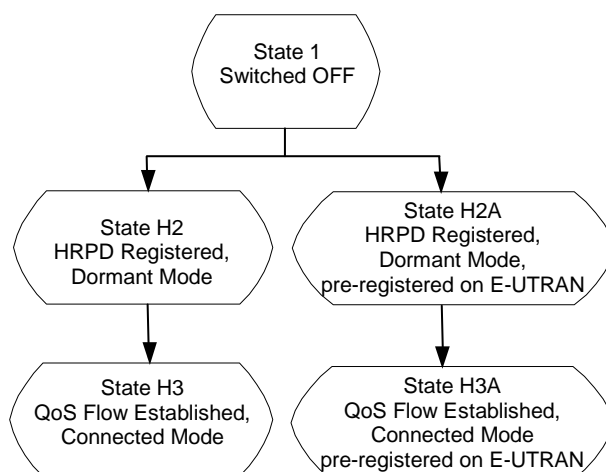 State 1
Switched OFF
State H2
HRPD Registered,
Dormant Mode
State H2A
HRPD Registered,
Dormant Mode,
pre-registered on E-UTRAN
State H3
QoS Flow Established,
Connected Mode
State H3A
QoS Flow Established,
Connected Mode
pre-registered on E-UTRAN